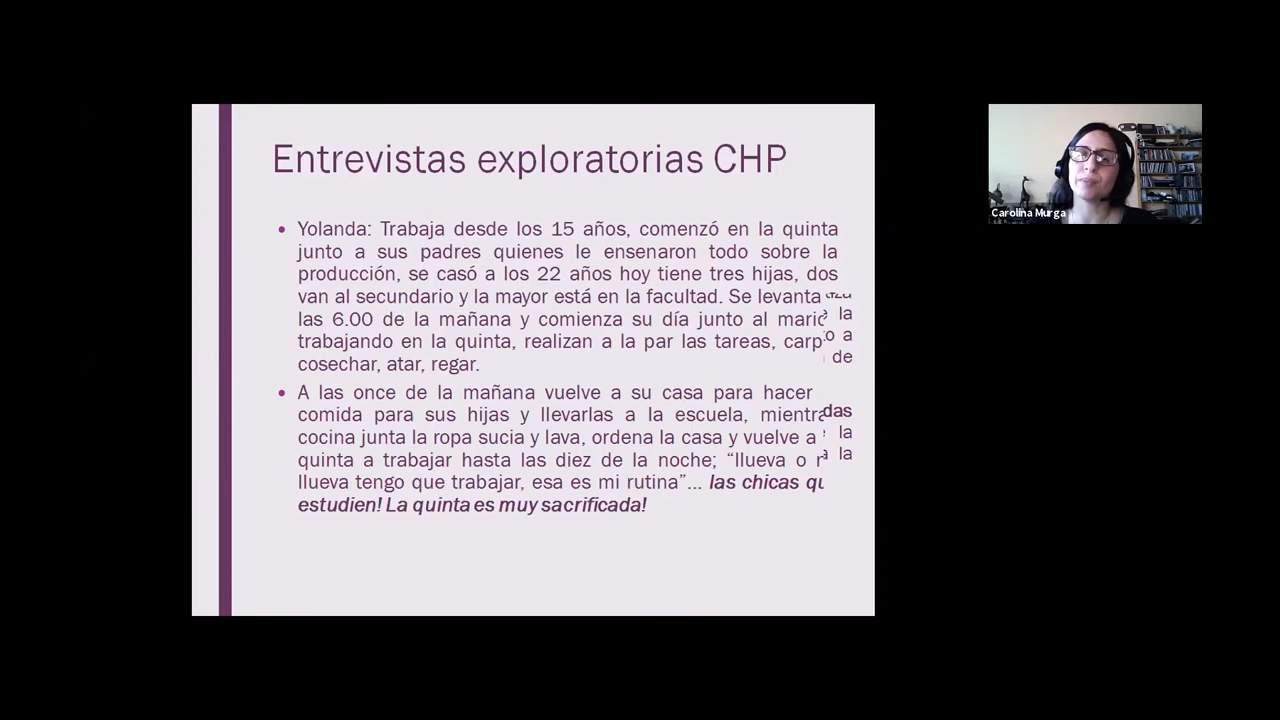 Entrevistas exploratorias CHP
• Yolanda: Trabaja desde los 15 años, comenzó en la quinta
junto a sus padres quienes le ensenaron todo sobre la
producción, se casó a los 22 años hoy tiene tres hijas, dos
van al secundario y la mayor está en la facultad. Se levanta
las 6.00 de la mañana y comienza su día junto al
trabajando en la quinta, realizan a la par las tareas,
cosechar, atar, regar.
• A las once de la mañana vuelve a su casa para hacer
comida para sus hijas y llevarlas a la escuela,
cocina junta la ropa sucia y lava, ordena la casa y vuelve a
quinta a trabajar hasta las diez de la noche; “llueva o
llueva tengo que trabajar, esa es mi rutina”... las chicas
estudien! La quinta es muy sacrificada!
la
a
de
das
la
la
Carolina Murga